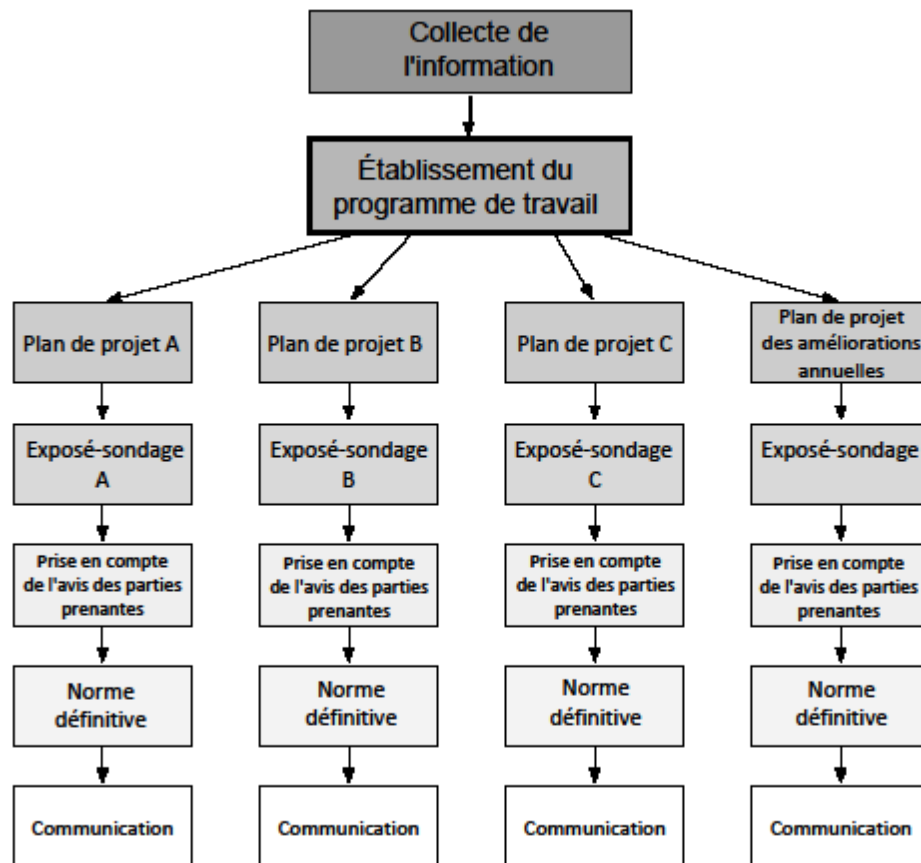 Collecte de
l'information
Établissement du
programme de travail
Plan de projet A
Plan de projet B
Plan de projet C
Plan de projet
des améliorations
annuelles
Exposé-sondage
A
Exposé-sondage
B
Exposé-sondage
C
Exposé-sondage
Prise en compte
de l'avis des parties
prenantes
Prise en compte
de l'avis des parties
prenantes
Prise en compte
de l'avis des parties
prenantes
Prise en compte
de l'avis des parties
prenantes
Norme
définitive
Norme
définitive
Norme
définitive
Norme
définitive
Communication
Communication
Communication
Communication